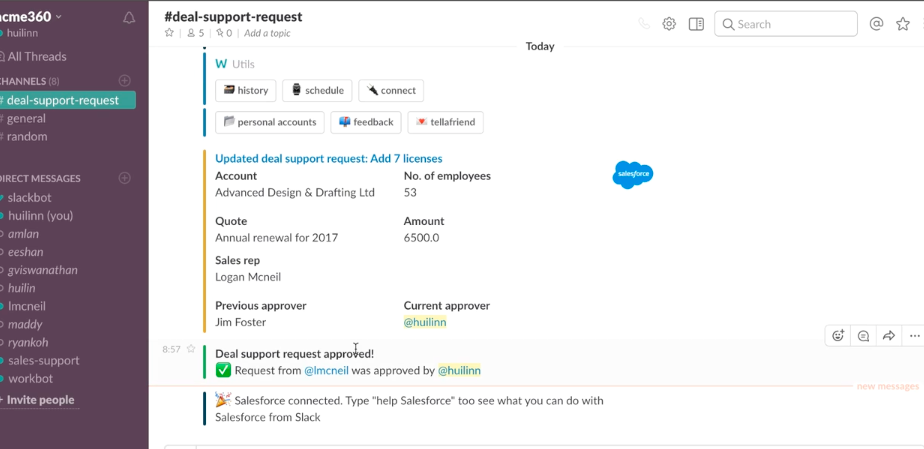 acme360
huilinn
All Threads
CHANNELS (8)
# deal-support-request
# general
# random
DIRECT MESSAGES
slackbot
huilinn (you)
amlan
eeshan
gviswanathan
huilin
lmcneil
maddy
ryankoh
sales-support
workbot
+ Invite people
#deal-support-request
5
0
Add a topic
Search
Today
W Utils
history
schedule
connect
personal accounts
feedback
tellafriend
Updated deal support request: Add 7 licenses
salesforce
Account No. of employees
Advanced Design & Drafting Ltd 53
Quote Amount
Annual renewal for 2017 6500.0
Sales rep
Logan Mcneil
Previous approver Current approver
Jim Foster @huilinn
8:57
Deal support request approved!
Request from @lmcneil was approved by @huilinn
new messages
Salesforce connected. Type "help Salesforce" too see what you can do with
Salesforce from Slack